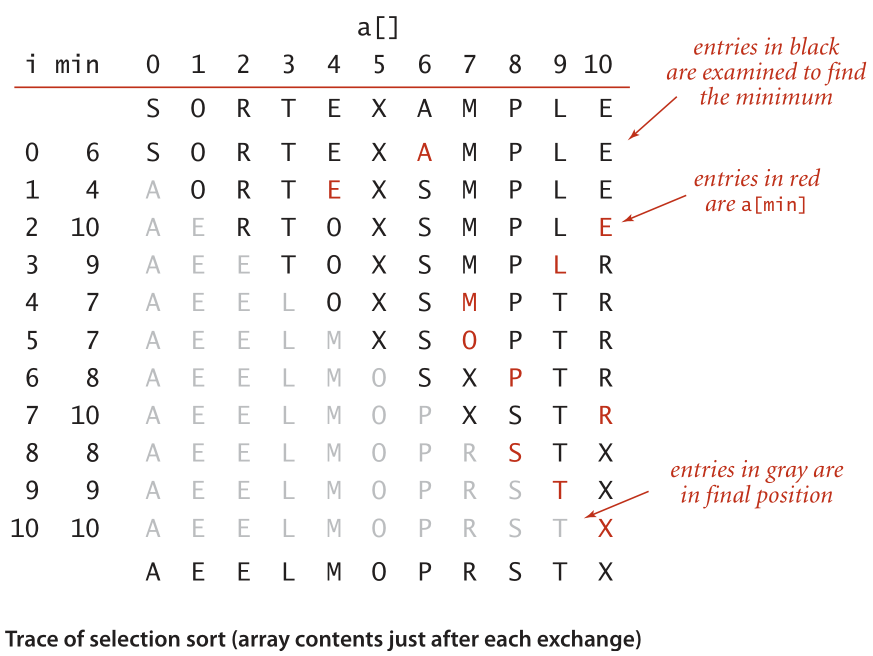 a[]
i min 0 1 2 3 4 5 6 7 8 9 10
S O R T E X A M P L E
0 6 S O R T E X A M P L E
1 4 A O R T E X S M P L E
2 10 A E R T O X S M P L E
3 9 A E E T O X S M P L R
4 7 A E E L O X S M P T R
5 7 A E E L M X S O P T R
6 8 A E E L M O S X P T R
7 10 A E E L M O P X S T R
8 8 A E E L M O P R S T X
9 9 A E E L M O P R S T X
10 10 A E E L M O P R S T X
A E E L M O P R S T X
entries in black
are examined to find
the minimum
entries in red
are a[min]
entries in gray are
in final position
Trace of selection sort (array contents just after each exchange)